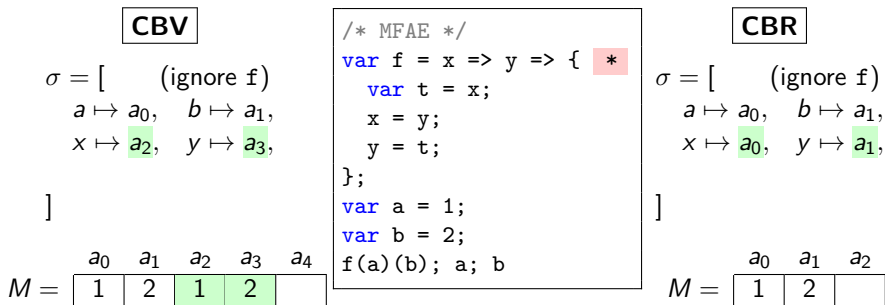 CBV
σ = [ (ignore f)
a ↦ a₀, b ↦ a₁,
x ↦ a₂, y ↦ a₃,
]
a₀ a₁ a₂ a₃ a₄
M = 1 2 1 2
/* MFAE */
var f = x => y => { *
  var t = x;
  x = y;
  y = t;
};
var a = 1;
var b = 2;
f(a)(b); a; b
CBR
σ = [ (ignore f)
a ↦ a₀, b ↦ a₁,
x ↦ a₀, y ↦ a₁,
]
a₀ a₁ a₂
M = 1 2